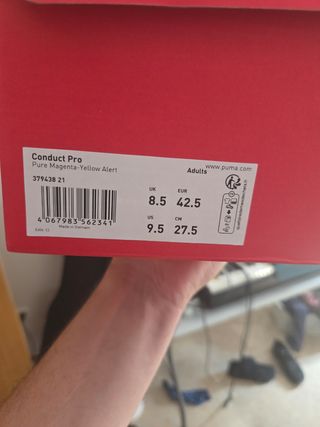 Conduct Pro
Pure Magenta-Yellow Alert
379438 21
Adults
www.puma.com
UK
8.5
EUR
42.5
US
9.5
CM
27.5
4 067983 562341
Made in Vietnam